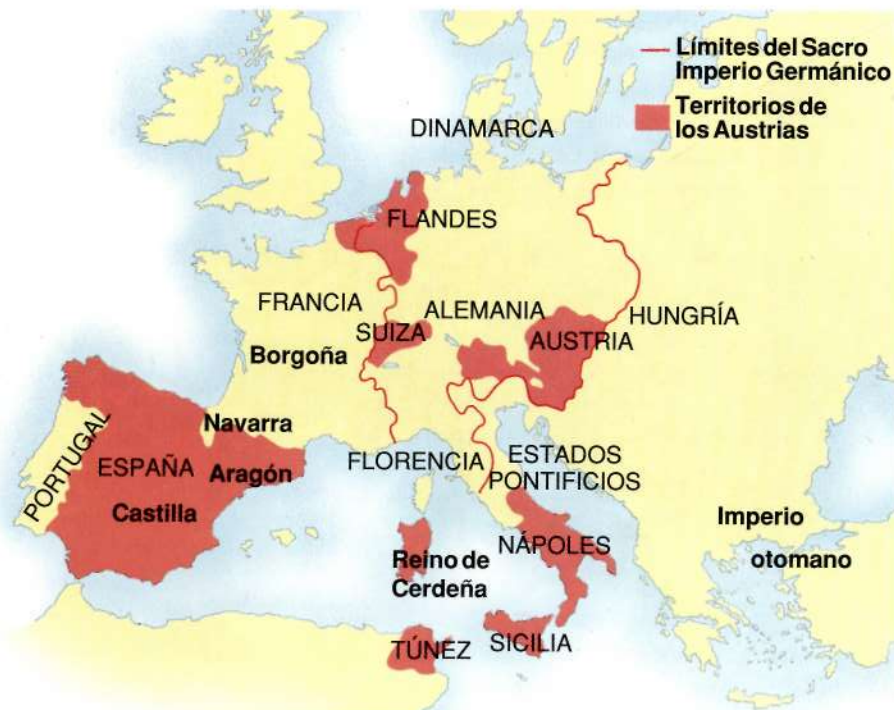 Límites del Sacro
Imperio Germánico
Territorios de
los Austrias
DINAMARCA
FLANDES
FRANCIA
ALEMANIA
HUNGRÍA
SUIZA
AUSTRIA
Borgoña
Navarra
PORTUGAL
ESPAÑA
Aragón
FLORENCIA
ESTADOS
PONTIFICIOS
Castilla
Imperio
otomano
NÁPOLES
Reino de
Cerdeña
TÚNEZ
SICILIA